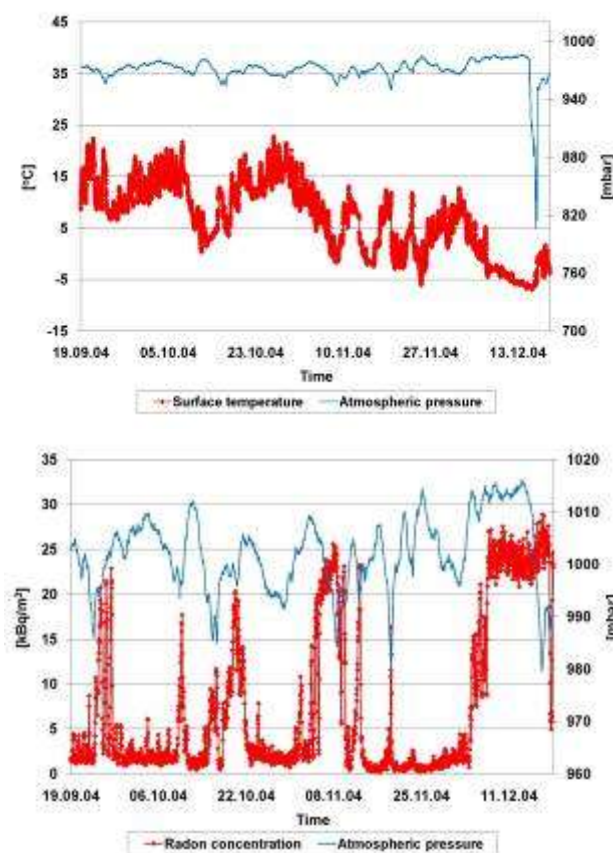 45
35
25
15
5
-5
-15
[°C]
1000
940
880
820
760
700
[mbar]
19.09.04 05.10.04 23.10.04 10.11.04 27.11.04 13.12.04
Time
Surface temperature Atmospheric pressure
35
30
25
20
15
10
5
0
[kBq/m³]
1020
1010
1000
990
980
970
960
[mbar]
19.09.04 06.10.04 22.10.04 08.11.04 25.11.04 11.12.04
Time
Radon concentration Atmospheric pressure